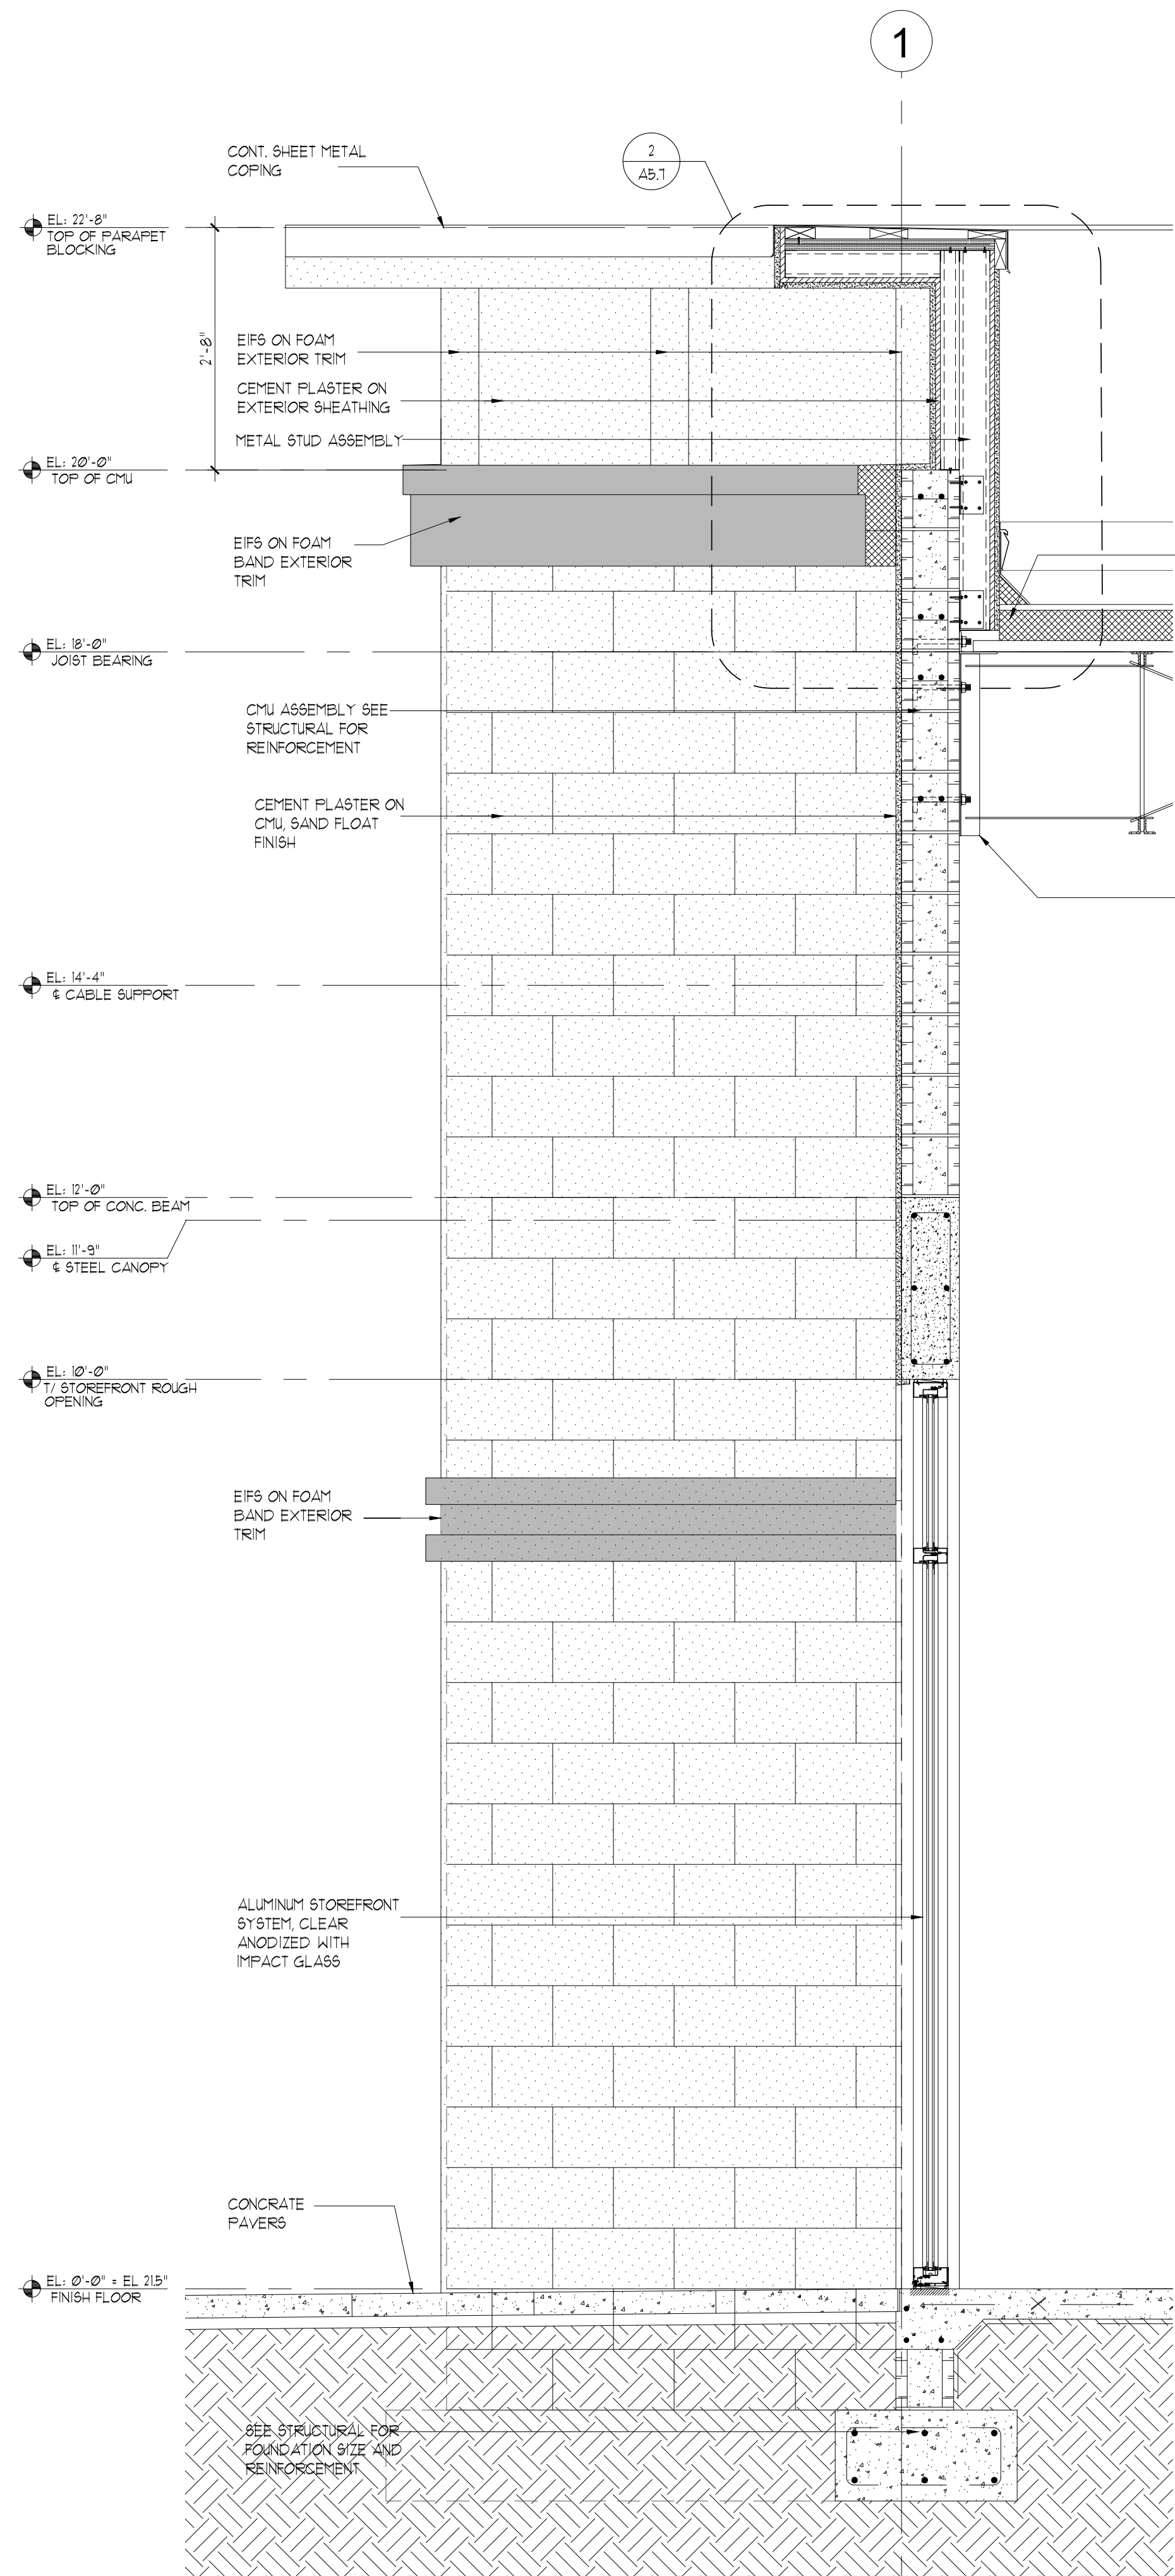 1
CONT. SHEET METAL
COPING
2
A5.7
EL: 22'-8"
TOP OF PARAPET
BLOCKING
2'-8"
EIFS ON FOAM
EXTERIOR TRIM
CEMENT PLASTER ON
EXTERIOR SHEATHING
METAL STUD ASSEMBLY
EL: 20'-0"
TOP OF CMU
EIFS ON FOAM
BAND EXTERIOR
TRIM
EL: 18'-0"
JOIST BEARING
CMU ASSEMBLY SEE
STRUCTURAL FOR
REINFORCEMENT
CEMENT PLASTER ON
CMU, SAND FLOAT
FINISH
EL: 14'-4"
℄ CABLE SUPPORT
EL: 12'-0"
TOP OF CONC. BEAM
EL: 11'-9"
℄ STEEL CANOPY
EL: 10'-0"
T/ STOREFRONT ROUGH
OPENING
EIFS ON FOAM
BAND EXTERIOR
TRIM
ALUMINUM STOREFRONT
SYSTEM, CLEAR
ANODIZED WITH
IMPACT GLASS
CONCRATE
PAVERS
EL: 0'-0" = EL 21.5"
FINISH FLOOR
SEE STRUCTURAL FOR
FOUNDATION SIZE AND
REINFORCEMENT